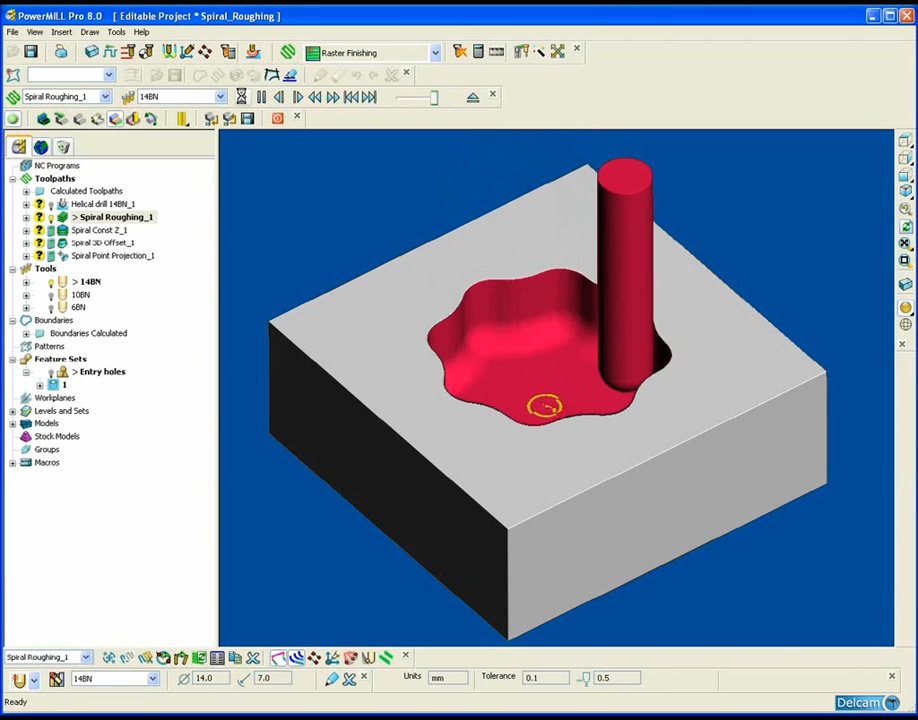 PowerMILL Pro 8.0 [ Editable Project * Spiral_Roughing ]
File View Insert Draw Tools Help
Raster Finishing
Spiral Roughing_1 14BN
NC Programs
Toolpaths
Calculated Toolpaths
Helical drill 14BN_1
> Spiral Roughing_1
Spiral Const Z_1
Spiral 3D Offset_1
Spiral Point Projection_1
Tools
> 14BN
10BN
6BN
Boundaries
Boundaries Calculated
Patterns
Feature Sets
> Entry holes
1
Workplanes
Levels and Sets
Models
Stock Models
Groups
Macros
Spiral Roughing_1
14BN 14.0 7.0 Units mm Tolerance 0.1 0.5
Ready
Delcam